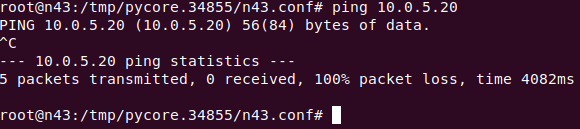 root@n43:/tmp/pycore.34855/n43.conf# ping 10.0.5.20
PING 10.0.5.20 (10.0.5.20) 56(84) bytes of data.
^C
--- 10.0.5.20 ping statistics ---
5 packets transmitted, 0 received, 100% packet loss, time 4082ms
root@n43:/tmp/pycore.34855/n43.conf#